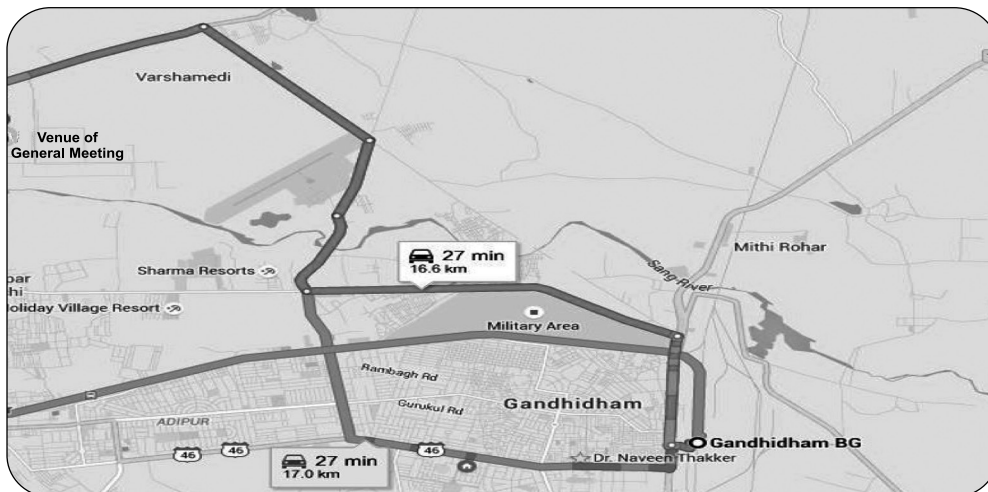 Varshamedi
Venue of
General Meeting
27 min
16.6 km
Mithi Rohar
Sharma Resorts
Sang River
Holiday Village Resort
Military Area
Rambagh Rd
Gandhidham
Gurukul Rd
ADIPUR
46
46
46
Gandhidham BG
27 min
17.0 km
Dr. Naveen Thakker